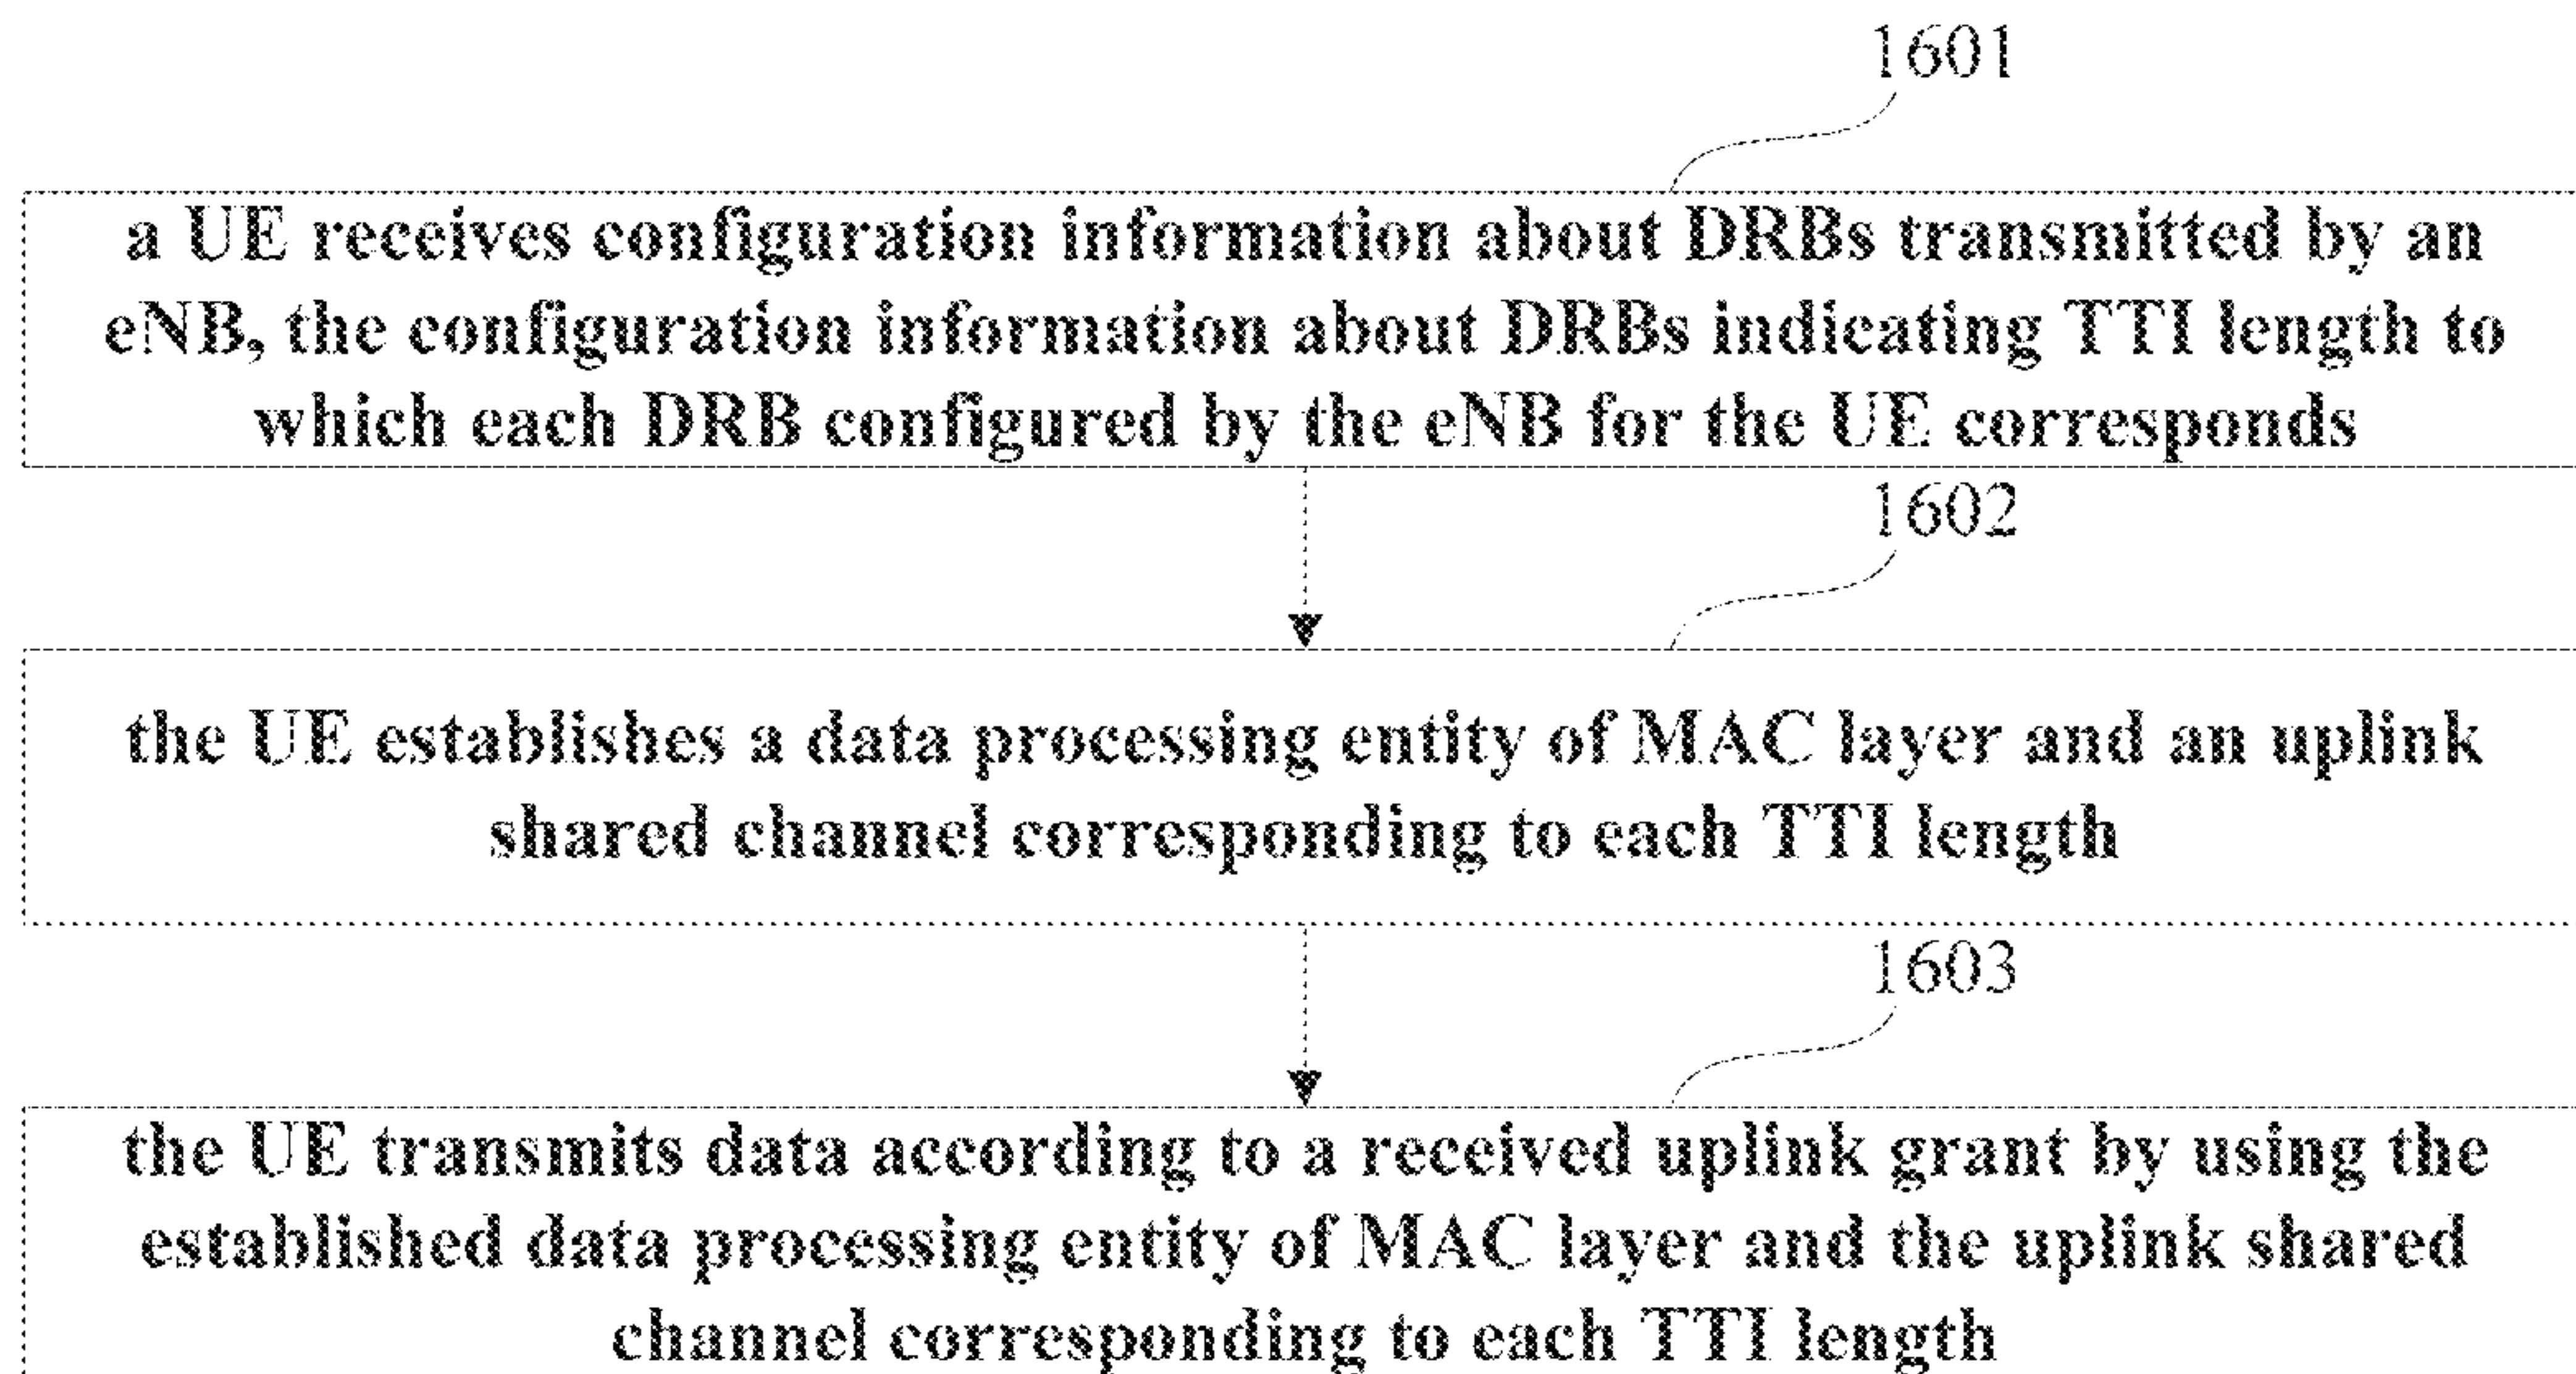 1601
a UE receives configuration information about DRBs transmitted by an
eNB, the configuration information about DRBs indicating TTI length to
which each DRB configured by the eNB for the UE corresponds
1602
the UE establishes a data processing entity of MAC layer and an uplink
shared channel corresponding to each TTI length
1603
the UE transmits data according to a received uplink grant by using the
established data processing entity of MAC layer and the uplink shared
channel corresponding to each TTI length